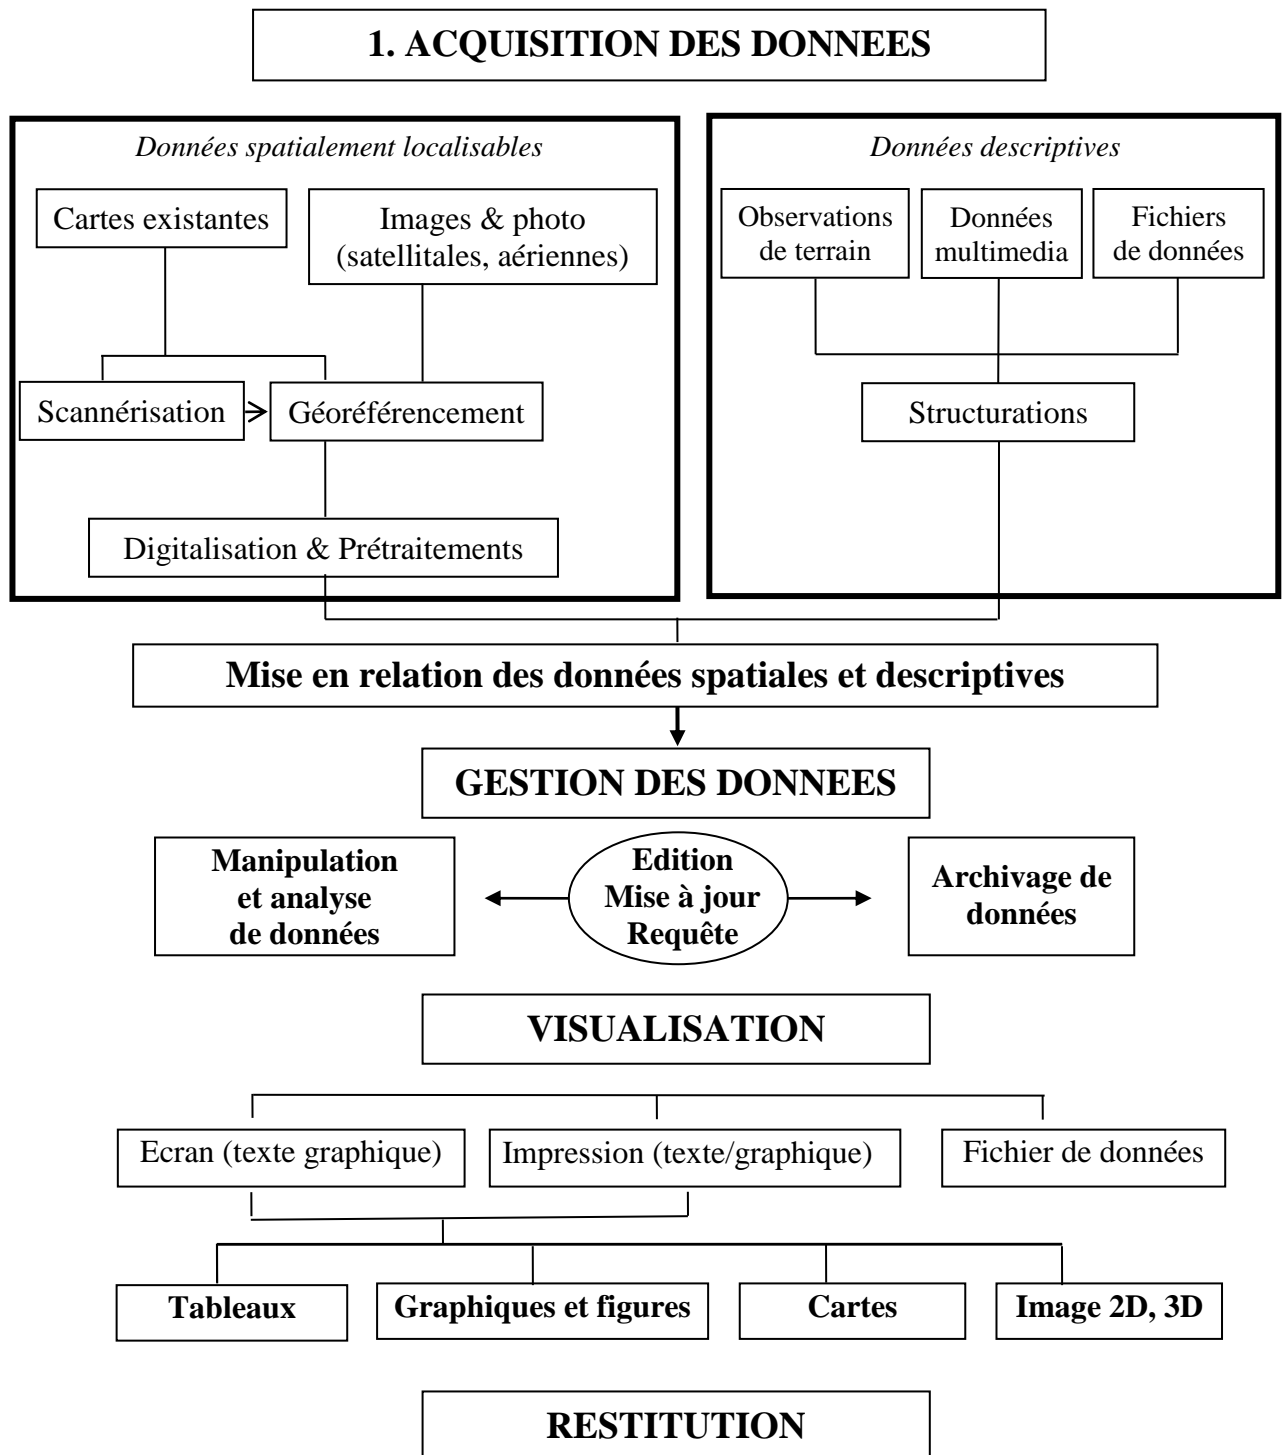 1. ACQUISITION DES DONNEES
Données spatialement localisables
Cartes existantes
Images & photo
(satellitales, aériennes)
Scannérisation
Géoréférencement
Digitalisation & Prétraitements
Données descriptives
Observations
de terrain
Données
multimedia
Fichiers
de données
Structurations
Mise en relation des données spatiales et descriptives
GESTION DES DONNEES
Manipulation
et analyse
de données
Edition
Mise à jour
Requête
Archivage de
données
VISUALISATION
Ecran (texte graphique)
Impression (texte/graphique)
Fichier de données
Tableaux
Graphiques et figures
Cartes
Image 2D, 3D
RESTITUTION